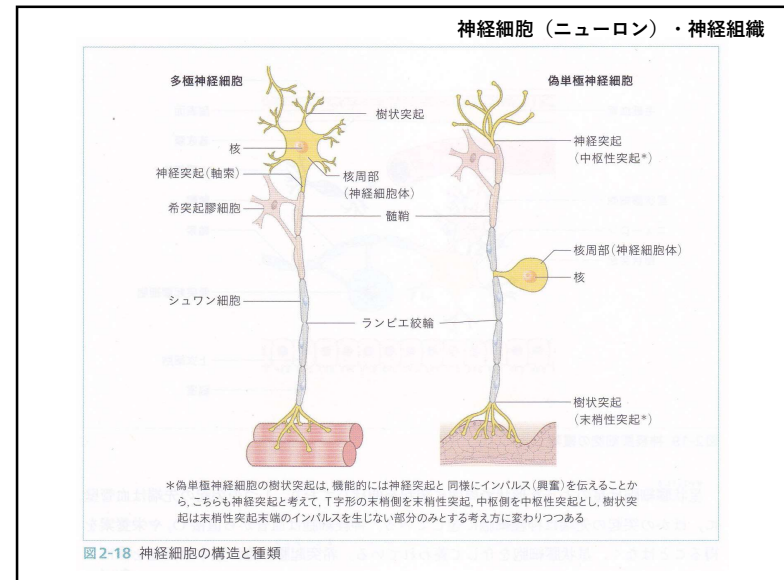 神経細胞（ニューロン）・神経組織
多極神経細胞
偽単極神経細胞
樹状突起
核
神経突起(軸索)
核周部
(神経細胞体)
希突起膠細胞
髄鞘
シュワン細胞
ランビエ絞輪
神経突起
(中枢性突起*)
核周部(神経細胞体)
核
樹状突起
(末梢性突起*)
*偽単極神経細胞の樹状突起は, 機能的には神経突起と 同様にインパルス(興奮)を伝えることか
ら, こちらも神経突起と考えて, T字形の末梢側を末梢性突起, 中枢側を中枢性突起とし, 樹状突
起は末梢性突起末端のインパルスを生じない部分のみとする考え方に変わりつつある
図2-18 神経細胞の構造と種類